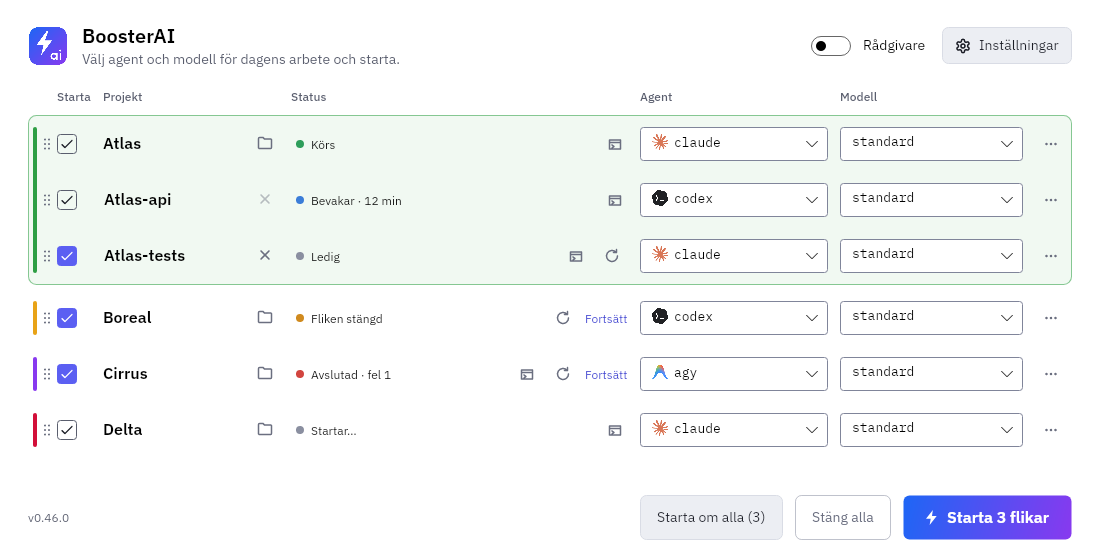 ai
BoosterAI
Välj agent och modell för dagens arbete och starta.
Rådgivare
Inställningar
Starta Projekt Status Agent Modell
Atlas Körs claude standard
Atlas-api Bevakar · 12 min codex standard
Atlas-tests Ledig claude standard
Boreal Fliken stängd Fortsätt codex standard
Cirrus Avslutad · fel 1 Fortsätt agy standard
Delta Startar... claude standard
v0.46.0 Starta om alla (3) Stäng alla Starta 3 flikar